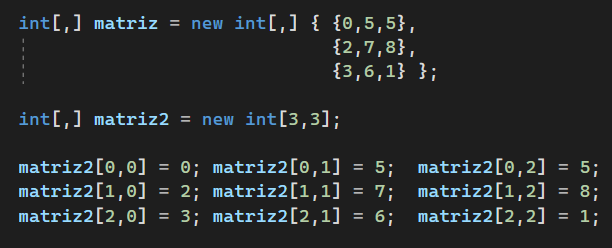 int[,] matriz = new int[,] { {0,5,5},
{2,7,8},
{3,6,1} };
int[,] matriz2 = new int[3,3];
matriz2[0,0] = 0; matriz2[0,1] = 5; matriz2[0,2] = 5;
matriz2[1,0] = 2; matriz2[1,1] = 7; matriz2[1,2] = 8;
matriz2[2,0] = 3; matriz2[2,1] = 6; matriz2[2,2] = 1;